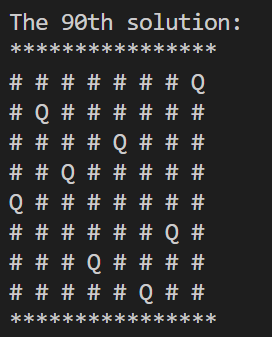 The 90th solution:
****************
# # # # # # # Q
# Q # # # # # #
# # # # Q # # #
# # Q # # # # #
Q # # # # # # #
# # # # # # Q #
# # # Q # # # #
# # # # # Q # #
****************